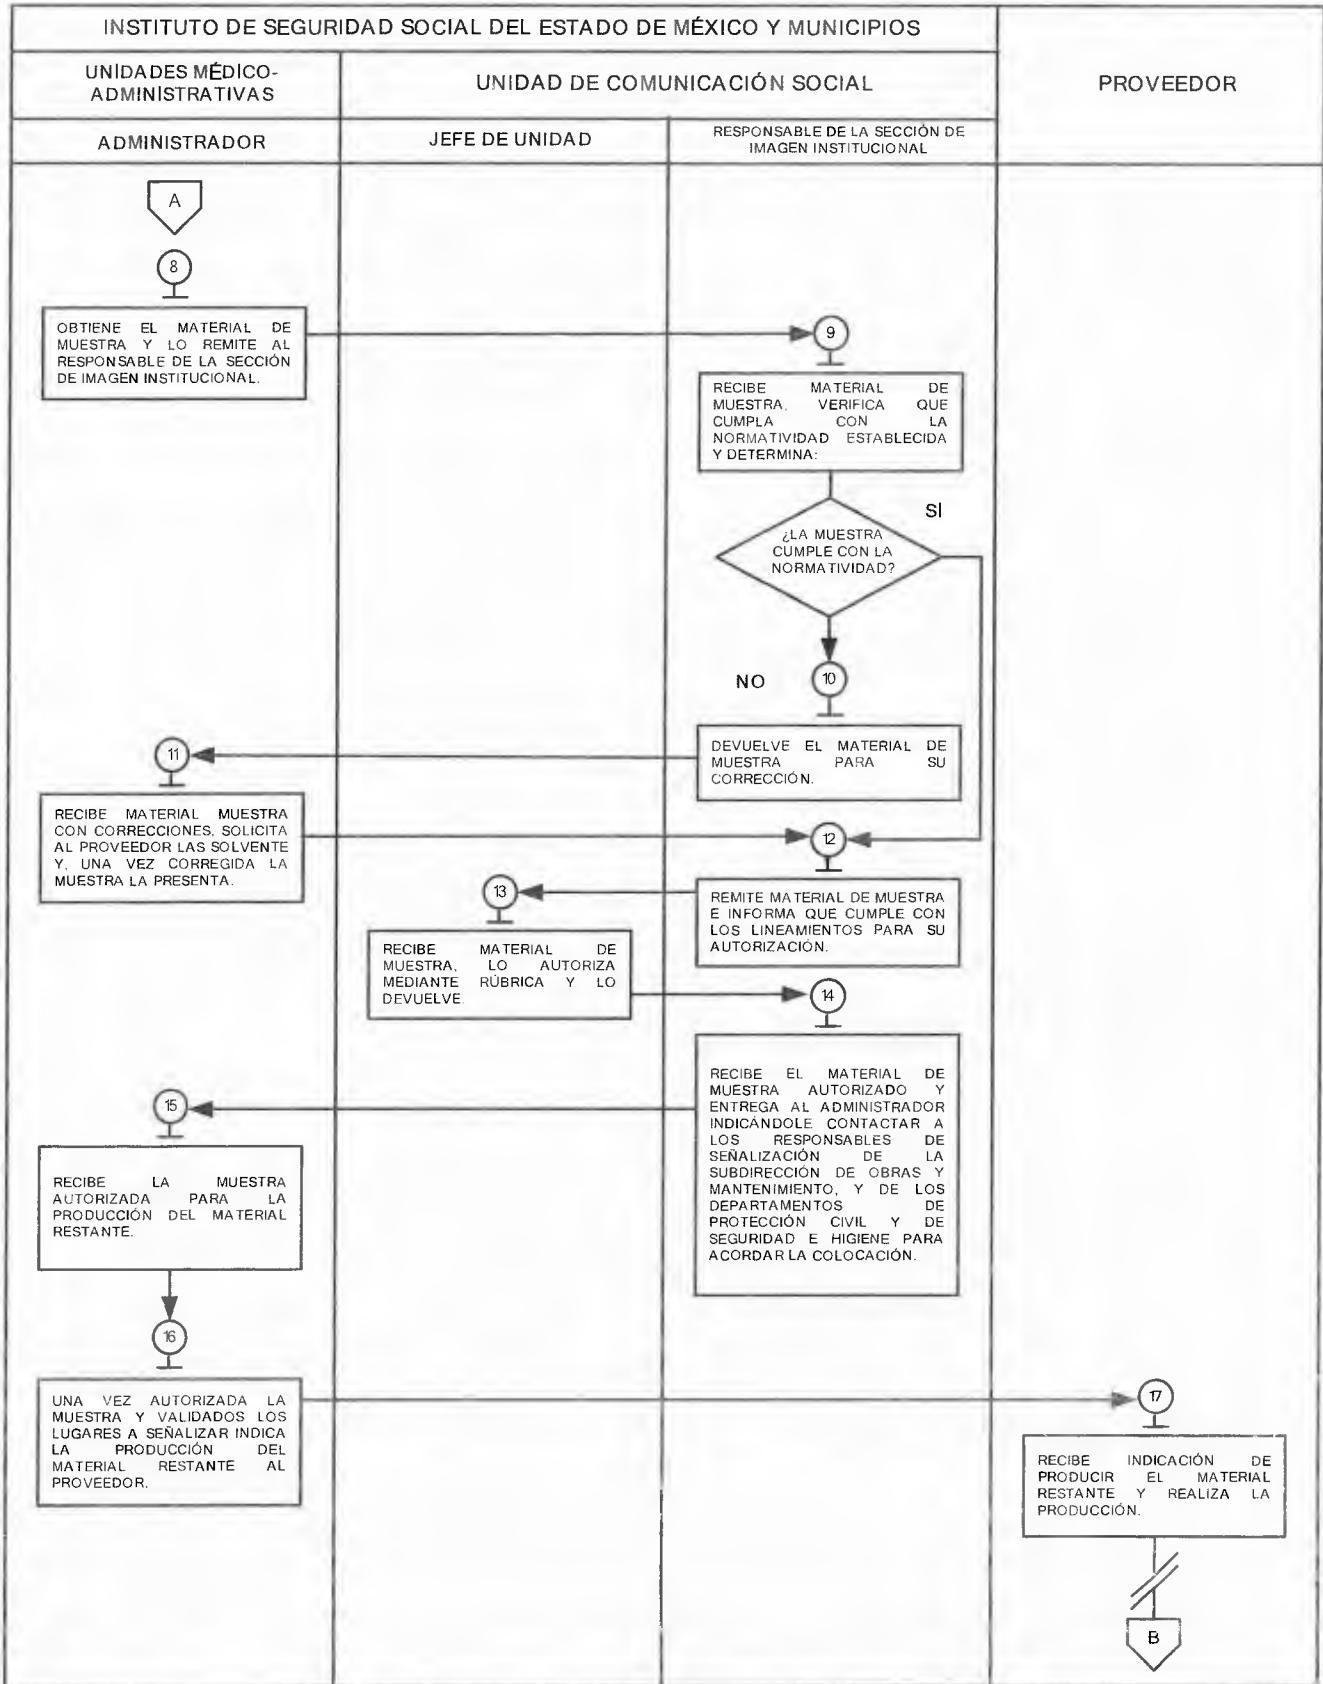 INSTITUTO DE SEGURIDAD SOCIAL DEL ESTADO DE MÉXICO Y MUNICIPIOS
UNIDADES MÉDICO-
ADMINISTRATIVAS
UNIDAD DE COMUNICACIÓN SOCIAL
PROVEEDOR
ADMINISTRADOR
JEFE DE UNIDAD
RESPONSABLE DE LA SECCIÓN DE
IMAGEN INSTITUCIONAL
A
8
OBTIENE EL MATERIAL DE
MUESTRA Y LO REMITE AL
RESPONSABLE DE LA SECCIÓN
DE IMAGEN INSTITUCIONAL.
9
RECIBE MATERIAL DE
MUESTRA, VERIFICA QUE
CUMPLA CON LA
NORMATIVIDAD ESTABLECIDA
Y DETERMINA:
SÍ
¿LA MUESTRA
CUMPLE CON LA
NORMATIVIDAD?
NO
10
DEVUELVE EL MATERIAL DE
MUESTRA PARA SU
CORRECCIÓN.
11
RECIBE MATERIAL MUESTRA
CON CORRECCIONES, SOLICITA
AL PROVEEDOR LAS SOLVENTE
Y, UNA VEZ CORREGIDA LA
MUESTRA LA PRESENTA.
12
REMITE MATERIAL DE MUESTRA
E INFORMA QUE CUMPLE CON
LOS LINEAMIENTOS PARA SU
AUTORIZACIÓN.
13
RECIBE MATERIAL DE
MUESTRA, LO AUTORIZA
MEDIANTE RÚBRICA Y LO
DEVUELVE.
14
RECIBE EL MATERIAL DE
MUESTRA AUTORIZADO Y
ENTREGA AL ADMINISTRADOR
INDICÁNDOLE CONTACTAR A
LOS RESPONSABLES DE
SEÑALIZACIÓN DE LA
SUBDIRECCIÓN DE OBRAS Y
MANTENIMIENTO, Y DE LOS
DEPARTAMENTOS DE
PROTECCIÓN CIVIL Y DE
SEGURIDAD E HIGIENE PARA
ACORDAR LA COLOCACIÓN.
15
RECIBE LA MUESTRA
AUTORIZADA PARA LA
PRODUCCIÓN DEL MATERIAL
RESTANTE.
16
UNA VEZ AUTORIZADA LA
MUESTRA Y VALIDADOS LOS
LUGARES A SEÑALIZAR INDICA
LA PRODUCCIÓN DEL
MATERIAL RESTANTE AL
PROVEEDOR.
17
RECIBE INDICACIÓN DE
PRODUCIR EL MATERIAL
RESTANTE Y REALIZA LA
PRODUCCIÓN.
B